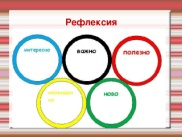 Рефлексия
интересно
важно
полезно
ново